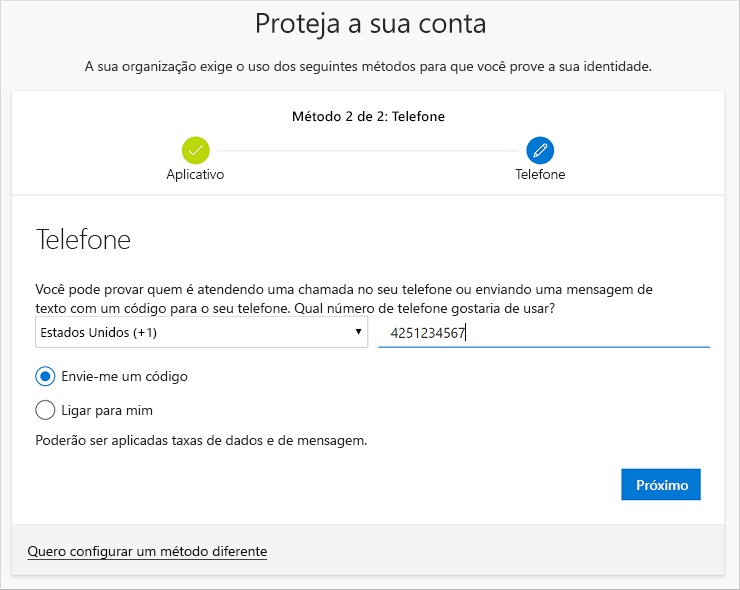 Proteja a sua conta
A sua organização exige o uso dos seguintes métodos para que você prove a sua identidade.
Método 2 de 2: Telefone
Aplicativo
Telefone
Telefone
Você pode provar quem é atendendo uma chamada no seu telefone ou enviando uma mensagem de
texto com um código para o seu telefone. Qual número de telefone gostaria de usar?
Estados Unidos (+1)
4251234567
Envie-me um código
Ligar para mim
Poderão ser aplicadas taxas de dados e de mensagem.
Próximo
Quero configurar um método diferente